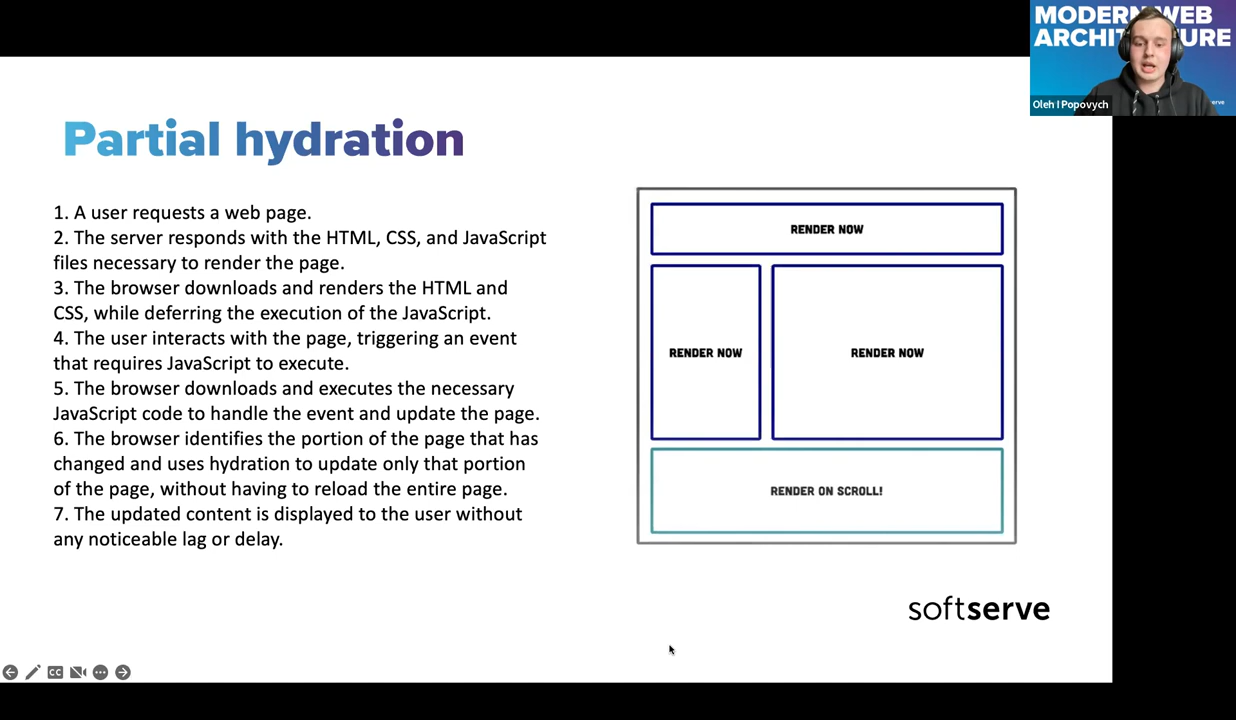 MODERN WEB
ARCHIT URE
Oleh I Popovych
erve
Partial hydration
1. A user requests a web page.
2. The server responds with the HTML, CSS, and JavaScript
files necessary to render the page.
3. The browser downloads and renders the HTML and
CSS, while deferring the execution of the JavaScript.
4. The user interacts with the page, triggering an event
that requires JavaScript to execute.
5. The browser downloads and executes the necessary
JavaScript code to handle the event and update the page.
6. The browser identifies the portion of the page that has
changed and uses hydration to update only that portion
of the page, without having to reload the entire page.
7. The updated content is displayed to the user without
any noticeable lag or delay.
RENDER NOW
RENDER NOW
RENDER NOW
RENDER ON SCROLL!
softserve
CC